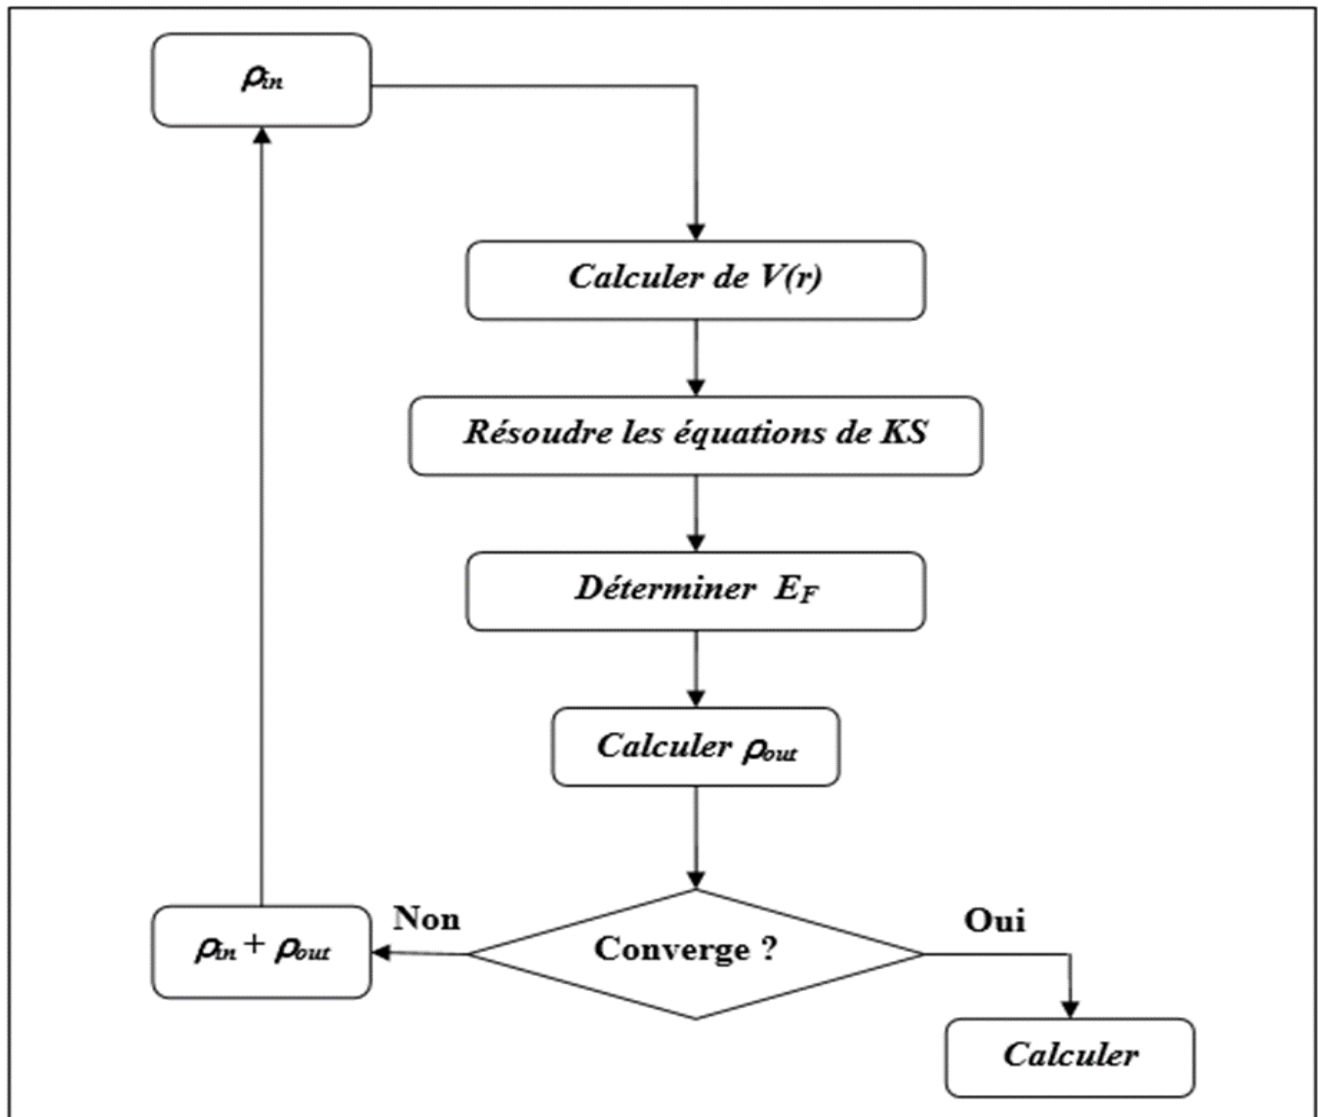 ρin
Calculer de V(r)
Résoudre les équations de KS
Déterminer EF
Calculer ρout
Non
Oui
ρin + ρout
Converge ?
Calculer